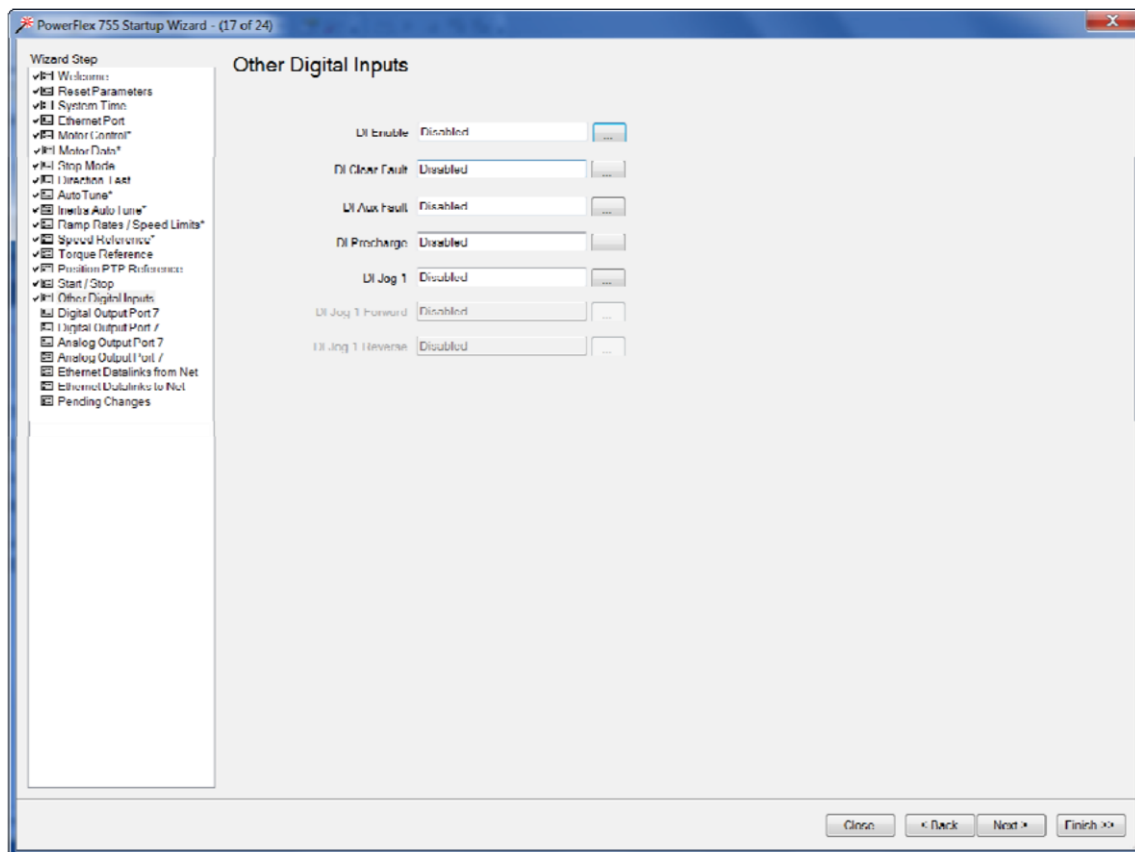 PowerFlex 755 Startup Wizard - (17 of 24)
Wizard Step
Welcome
Reset Parameters
System Time
Ethernet Port
Motor Control*
Motor Data*
Stop Mode
Direction Test
AutoTune*
Inertia AutoTune*
Ramp Rates / Speed Limits*
Speed Reference*
Torque Reference
Position PTP Reference
Start / Stop
Other Digital Inputs
Digital Output Port 7
Digital Output Port 7
Analog Output Port 7
Analog Output Port 7
Ethernet Datalinks from Net
Ethernet Datalinks to Net
Pending Changes
Other Digital Inputs
DI Enable Disabled ...
DI Clear Fault Disabled ...
DI Aux Fault Disabled ...
DI Precharge Disabled
DI Jog 1 Disabled ...
DI Jog 1 Forward Disabled ...
DI Jog 1 Reverse Disabled ...
Close < Back Next > Finish >>